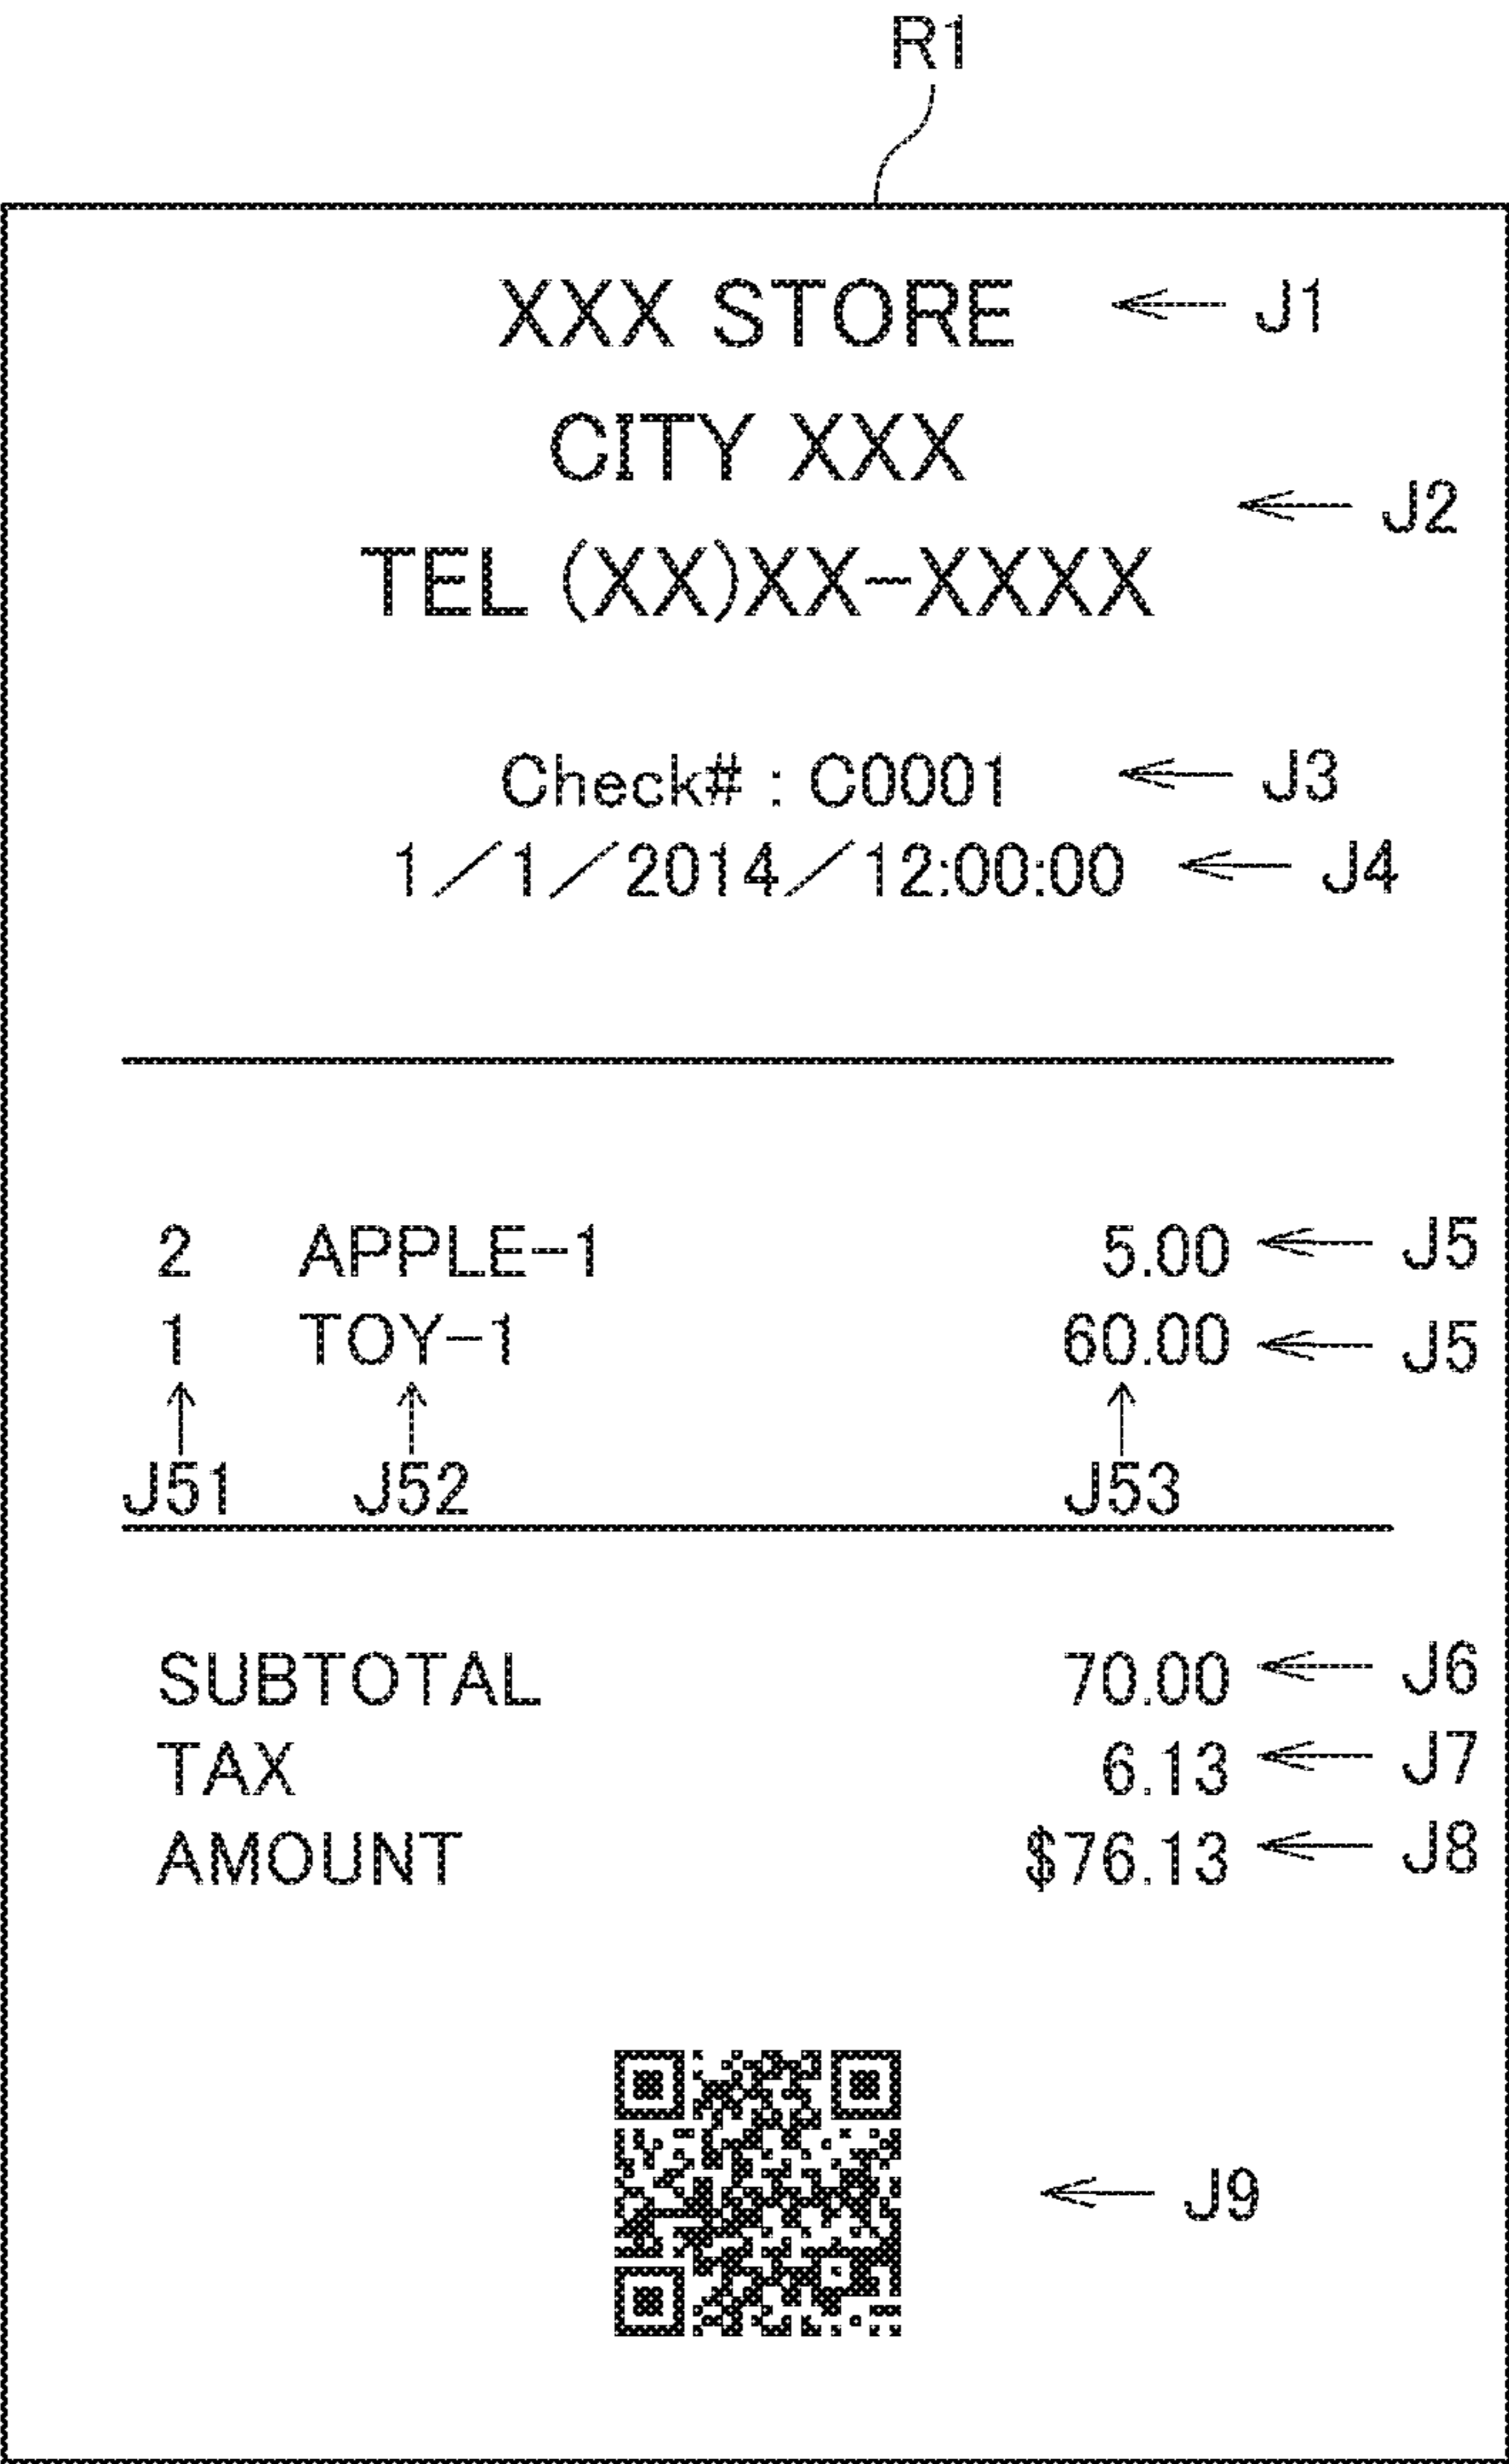 R1
XXX STORE J1
CITY XXX
J2
TEL (XX)XX-XXXX
Check# : C0001 J3
1/1/2014/12:00:00 J4
2 APPLE-1 5.00 J5
1 TOY-1 60.00 J5
J51 J52 J53
SUBTOTAL 70.00 J6
TAX 6.13 J7
AMOUNT $76.13 J8
J9